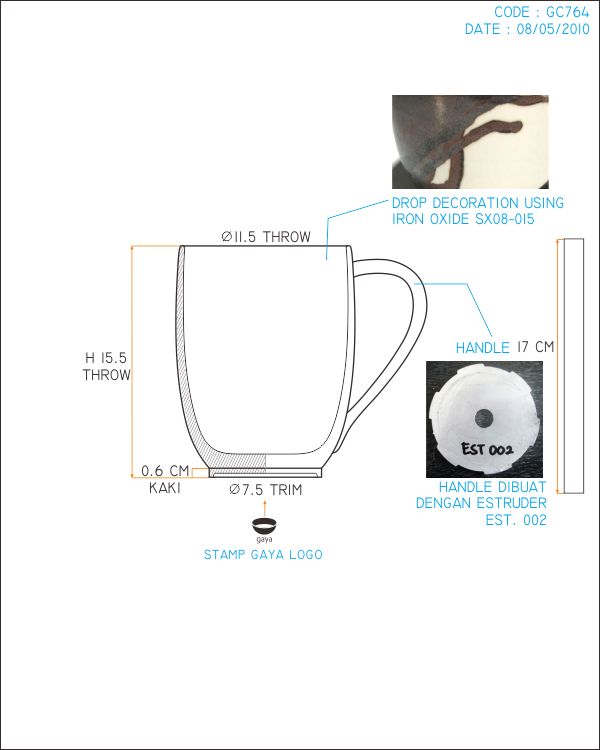 CODE : GC764
DATE : 08/05/2010
DROP DECORATION USING
IRON OXIDE SX08-015
Ø11.5 THROW
H 15.5
THROW
HANDLE
17 CM
EST 002
0.6 CM
KAKI
Ø7.5 TRIM
HANDLE DIBUAT
DENGAN ESTRUDER
EST. 002
gaya
STAMP GAYA LOGO